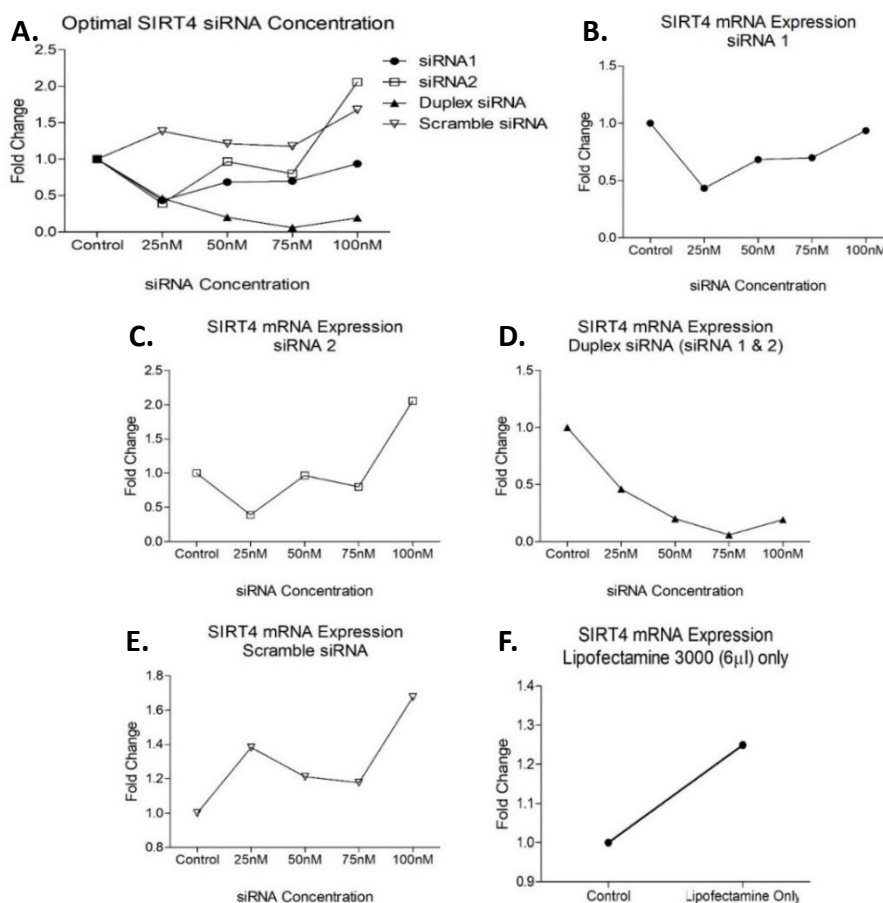 A.
Optimal SIRT4 siRNA Concentration
siRNA1
siRNA2
Duplex siRNA
Scramble siRNA
Fold Change
2.5
2.0
1.5
1.0
0.5
0.0
Control 25nM 50nM 75nM 100nM
siRNA Concentration
B.
SIRT4 mRNA Expression
siRNA 1
Fold Change
1.5
1.0
0.5
0.0
Control 25nM 50nM 75nM 100nM
siRNA Concentration
C.
SIRT4 mRNA Expression
siRNA 2
Fold Change
2.5
2.0
1.5
1.0
0.5
0.0
Control 25nM 50nM 75nM 100nM
siRNA Concentration
D.
SIRT4 mRNA Expression
Duplex siRNA (siRNA 1 & 2)
Fold Change
1.5
1.0
0.5
0.0
Control 25nM 50nM 75nM 100nM
siRNA Concentration
E.
SIRT4 mRNA Expression
Scramble siRNA
Fold Change
1.8
1.6
1.4
1.2
1.0
0.8
Control 25nM 50nM 75nM 100nM
siRNA Concentration
F.
SIRT4 mRNA Expression
Lipofectamine 3000 (6µl) only
Fold Change
1.4
1.3
1.2
1.1
1.0
0.9
Control Lipofectamine Only